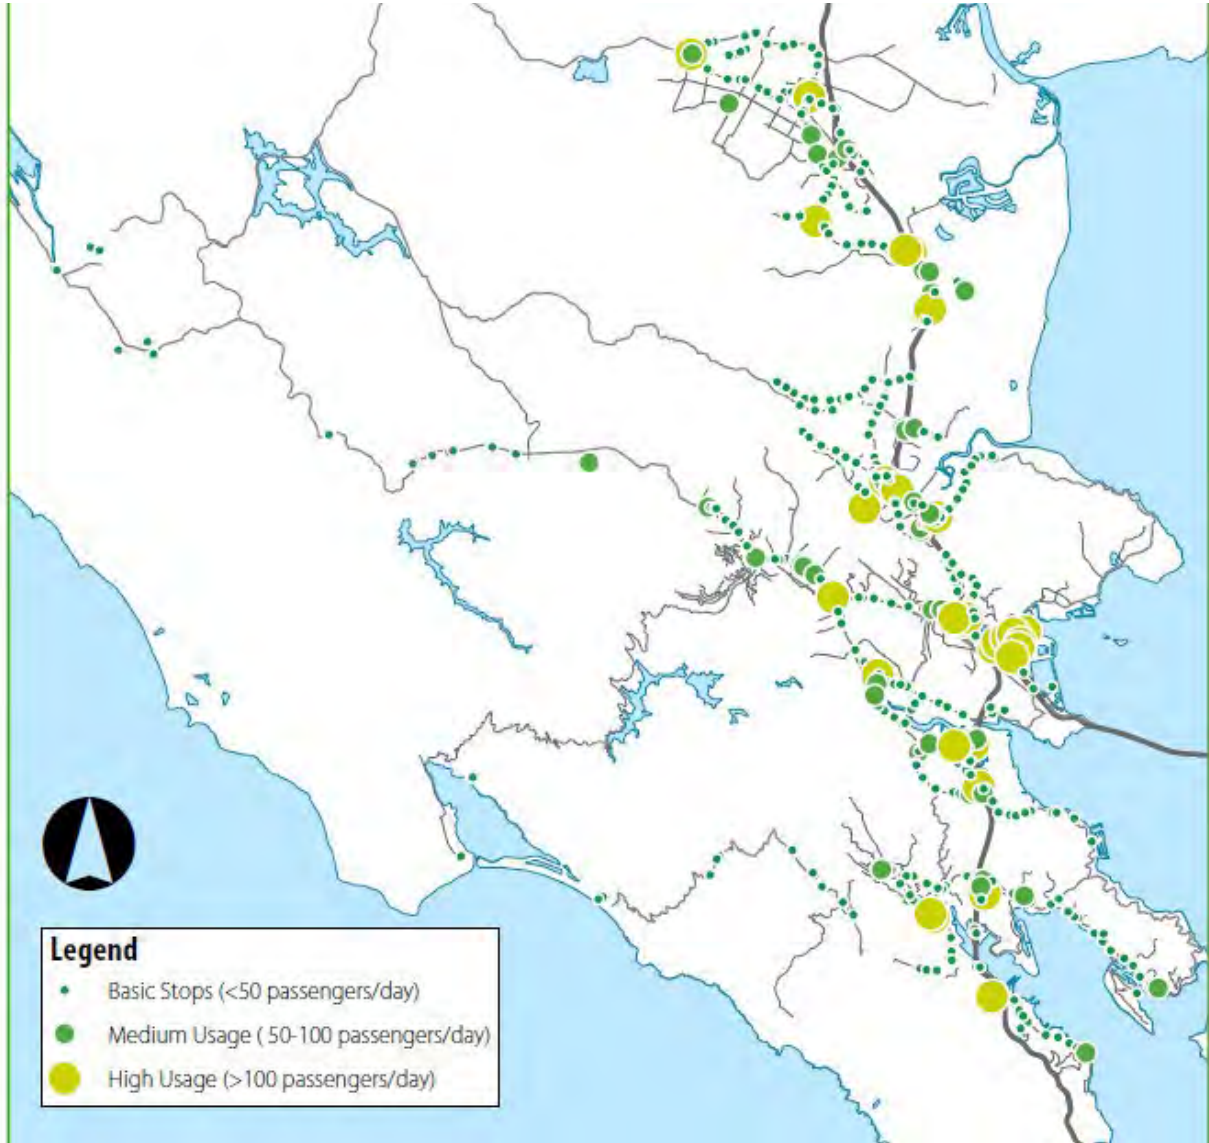 Legend
Basic Stops (<50 passengers/day)
Medium Usage ( 50-100 passengers/day)
High Usage (>100 passengers/day)